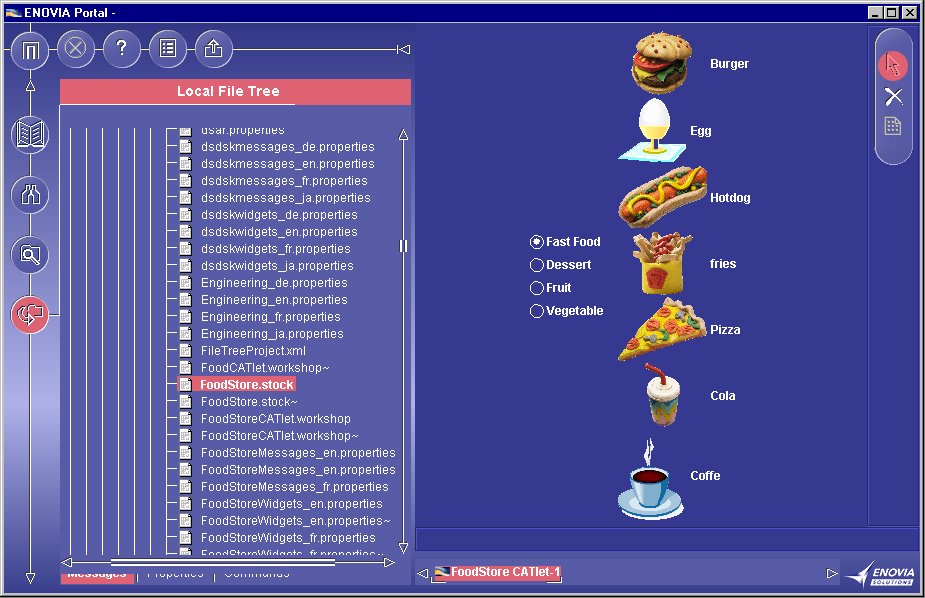 ENOVIA Portal -
?
Local File Tree
dsar.properties
dsdskmessages_de.properties
dsdskmessages_en.properties
dsdskmessages_fr.properties
dsdskmessages_ja.properties
dsdskwidgets_de.properties
dsdskwidgets_en.properties
dsdskwidgets_fr.properties
dsdskwidgets_ja.properties
Engineering_de.properties
Engineering_en.properties
Engineering_fr.properties
Engineering_ja.properties
FileTreeProject.xml
FoodCATlet.workshop~
FoodStore.stock
FoodStore.stock~
FoodStoreCATlet.workshop
FoodStoreCATlet.workshop~
FoodStoreMessages_en.properties
FoodStoreMessages_en.properties
FoodStoreMessages_fr.properties
FoodStoreWidgets_en.properties
FoodStoreWidgets_en.properties~
FoodStoreWidgets_fr.properties
FoodStoreWidgets_fr.properties~
Messages Properties Commands
Fast Food
Dessert
Fruit
Vegetable
Burger
Egg
Hotdog
fries
Pizza
Cola
Coffe
FoodStore CATlet-1
ENOVIA
SOLUTIONS